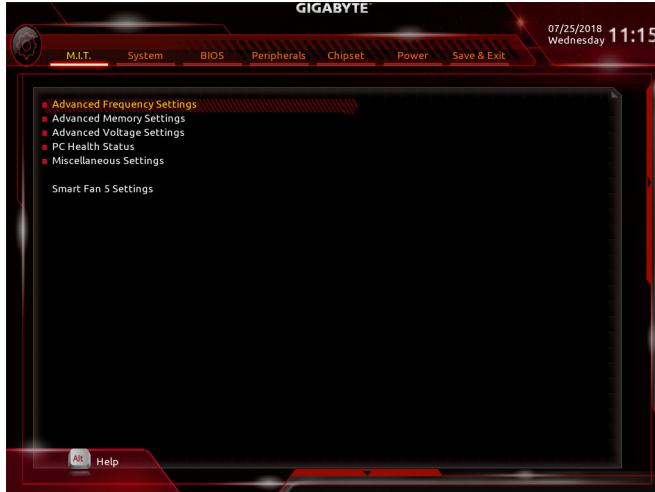 GIGABYTE
07/25/2018
Wednesday
11:15
M.I.T. System BIOS Peripherals Chipset Power Save & Exit
Advanced Frequency Settings
Advanced Memory Settings
Advanced Voltage Settings
PC Health Status
Miscellaneous Settings
Smart Fan 5 Settings
Alt Help